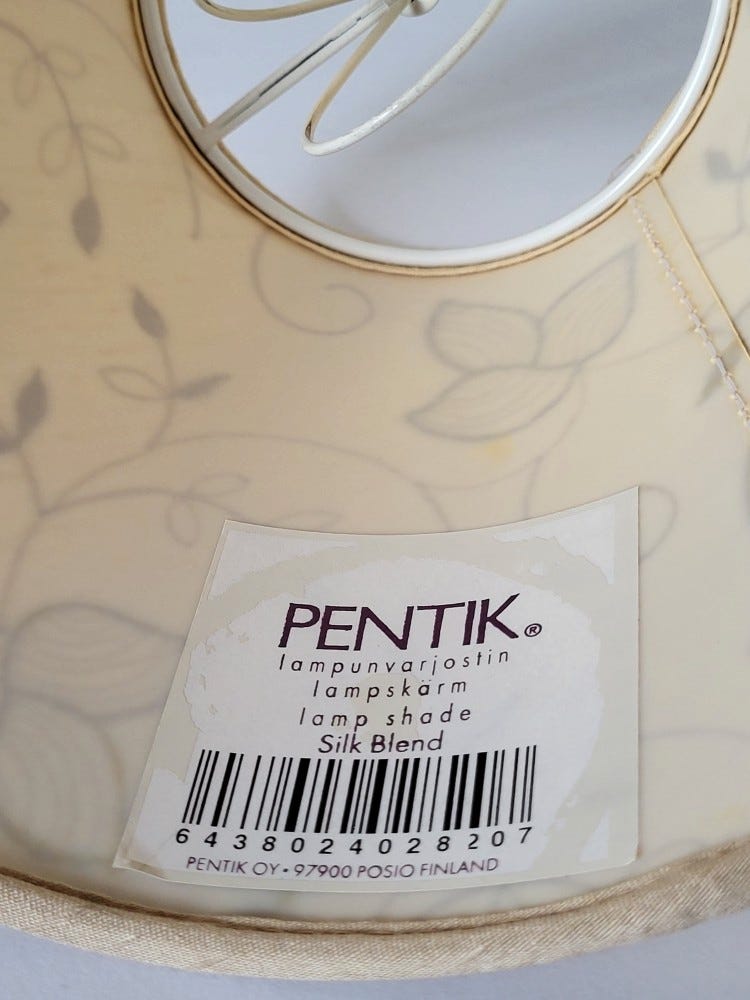 PENTIK®
lampunvarjostin
lampskärm
lamp shade
Silk Blend
6438024028207
PENTIK OY • 97900 POSIO FINLAND